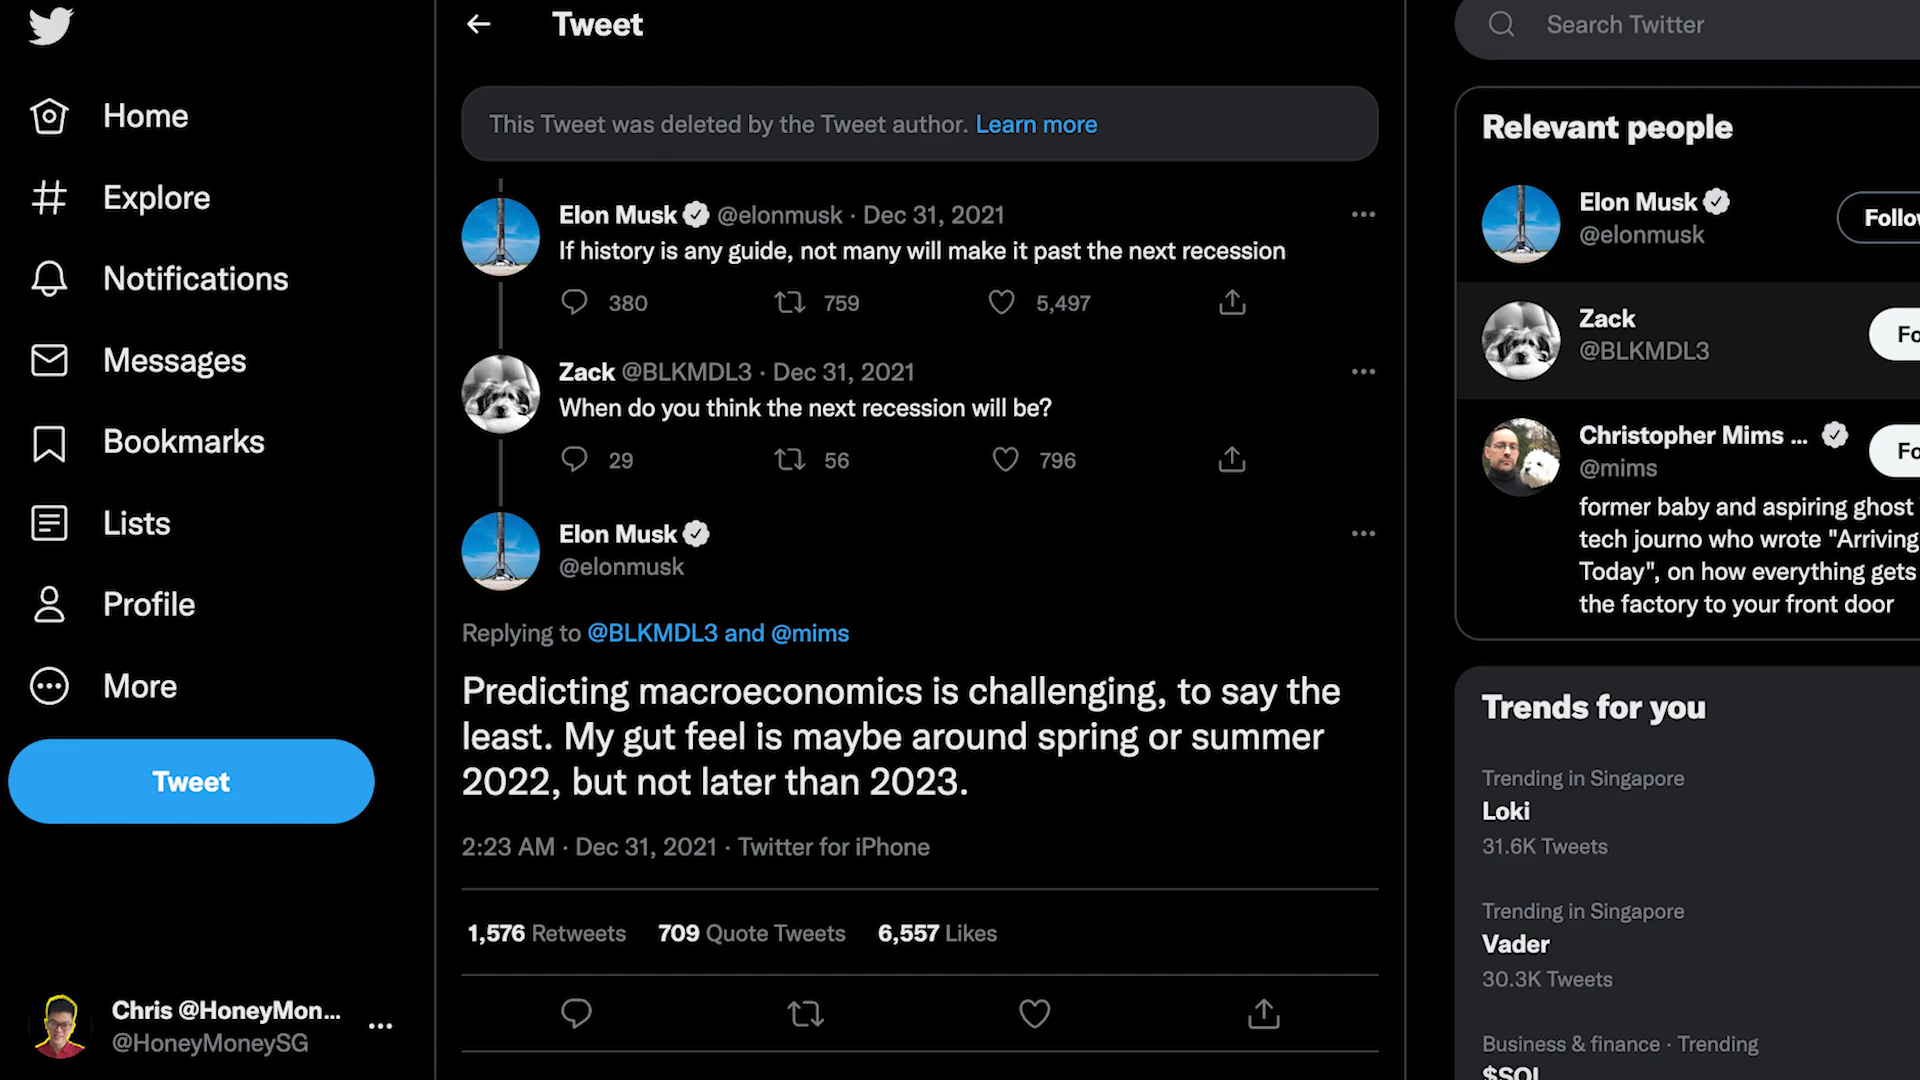 Tweet
Search Twitter
Home
Explore
Notifications
Messages
Bookmarks
Lists
Profile
More
Tweet
Chris @HoneyMon...
@HoneyMoneySG
This Tweet was deleted by the Tweet author. Learn more
Elon Musk @elonmusk · Dec 31, 2021
If history is any guide, not many will make it past the next recession
380 759 5,497
Zack @BLKMDL3 · Dec 31, 2021
When do you think the next recession will be?
29 56 796
Elon Musk
@elonmusk
Replying to @BLKMDL3 and @mims
Predicting macroeconomics is challenging, to say the
least. My gut feel is maybe around spring or summer
2022, but not later than 2023.
2:23 AM · Dec 31, 2021 · Twitter for iPhone
1,576 Retweets 709 Quote Tweets 6,557 Likes
Relevant people
Elon Musk
@elonmusk
Follow
Zack
@BLKMDL3
Fo
Christopher Mims ...
@mims
Fo
former baby and aspiring ghost
tech journo who wrote "Arriving
Today", on how everything gets
the factory to your front door
Trends for you
Trending in Singapore
Loki
31.6K Tweets
Trending in Singapore
Vader
30.3K Tweets
Business & finance · Trending
$SOL